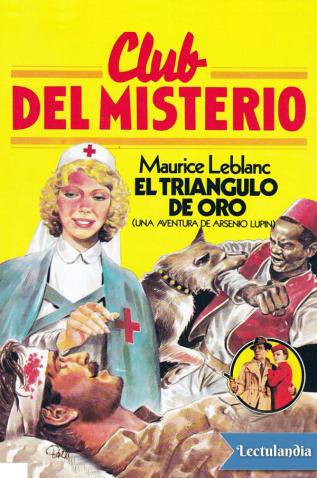 Club
DEL MISTERIO
Maurice Leblanc
EL TRIANGULO
DE ORO
(UNA AVENTURA DE ARSENIO LUPIN)
Lectulandia